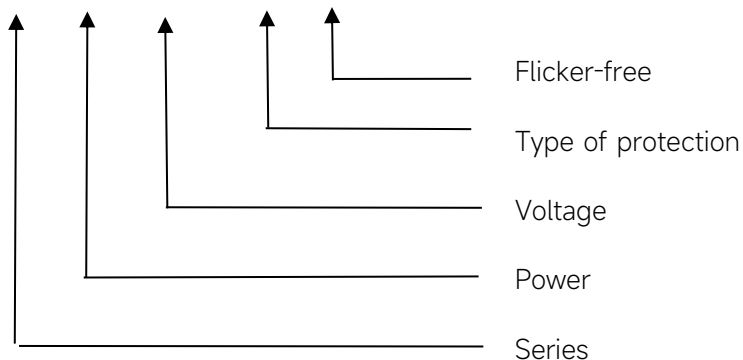 Flicker-free
Type of protection
Voltage
Power
Series